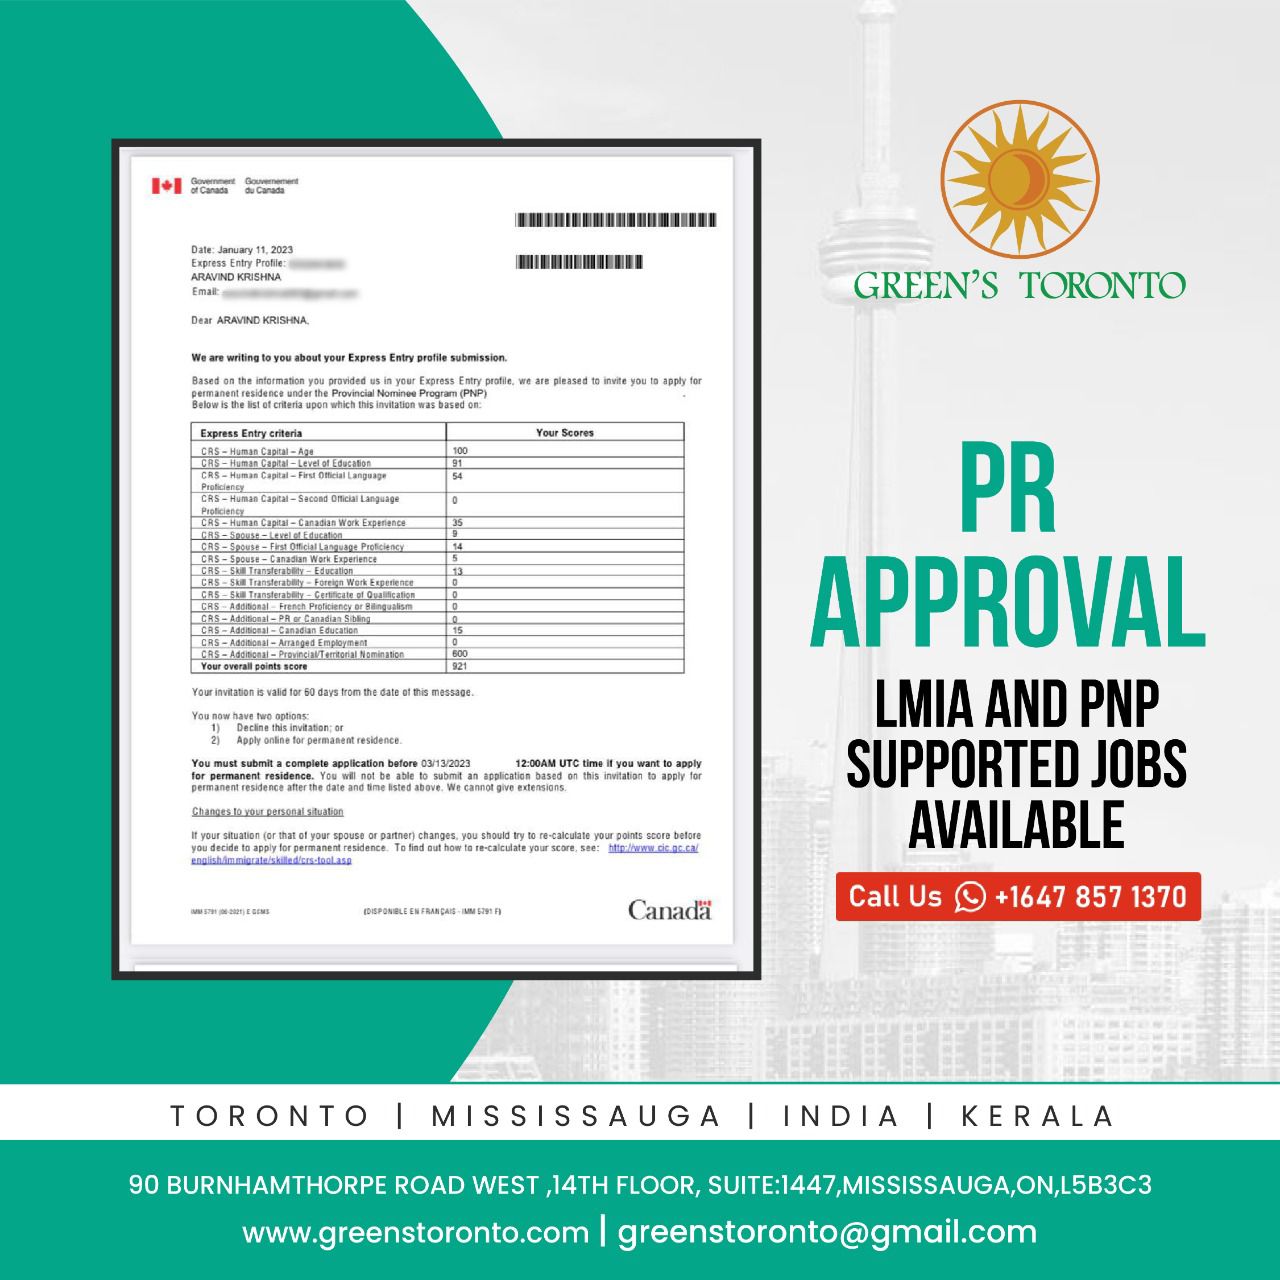 Government of Canada
Gouvernement du Canada
Date: January 11, 2023
Express Entry Profile:
ARAVIND KRISHNA
Email:
Dear ARAVIND KRISHNA,
We are writing to you about your Express Entry profile submission.
Based on the information you provided us in your Express Entry profile, we are pleased to invite you to apply for
permanent residence under the Provincial Nominee Program (PNP) .
Below is the list of criteria upon which this invitation was based on:
Express Entry criteria Your Scores
CRS – Human Capital – Age 100
CRS – Human Capital – Level of Education 91
CRS – Human Capital – First Official Language Proficiency 54
CRS – Human Capital – Second Official Language Proficiency 0
CRS – Human Capital – Canadian Work Experience 35
CRS – Spouse – Level of Education 9
CRS – Spouse – First Official Language Proficiency 14
CRS – Spouse – Canadian Work Experience 5
CRS – Skill Transferability – Education 13
CRS – Skill Transferability – Foreign Work Experience 0
CRS – Skill Transferability – Certificate of Qualification 0
CRS – Additional – French Proficiency or Bilingualism 0
CRS – Additional – PR or Canadian Sibling 0
CRS – Additional – Canadian Education 15
CRS – Additional – Arranged Employment 0
CRS – Additional – Provincial/Territorial Nomination 600
Your overall points score 921
Your invitation is valid for 60 days from the date of this message.
You now have two options:
1) Decline this invitation; or
2) Apply online for permanent residence.
You must submit a complete application before 03/13/2023 12:00AM UTC time if you want to apply
for permanent residence. You will not be able to submit an application based on this invitation to apply for
permanent residence after the date and time listed above. We cannot give extensions.
Changes to your personal situation
If your situation (or that of your spouse or partner) changes, you should try to re-calculate your points score before
you decide to apply for permanent residence. To find out how to re-calculate your score, see: http://www.cic.gc.ca/
english/immigrate/skilled/crs-tool.asp
IMM 5791 (06-2021) E GCMS
(DISPONIBLE EN FRANÇAIS - IMM 5791 F)
Canada
GREEN'S TORONTO
PR
APPROVAL
LMIA AND PNP
SUPPORTED JOBS
AVAILABLE
Call Us +1647 857 1370
TORONTO | MISSISSAUGA | INDIA | KERALA
90 BURNHAMTHORPE ROAD WEST ,14TH FLOOR, SUITE:1447,MISSISSAUGA,ON,L5B3C3
www.greenstoronto.com | greenstoronto@gmail.com